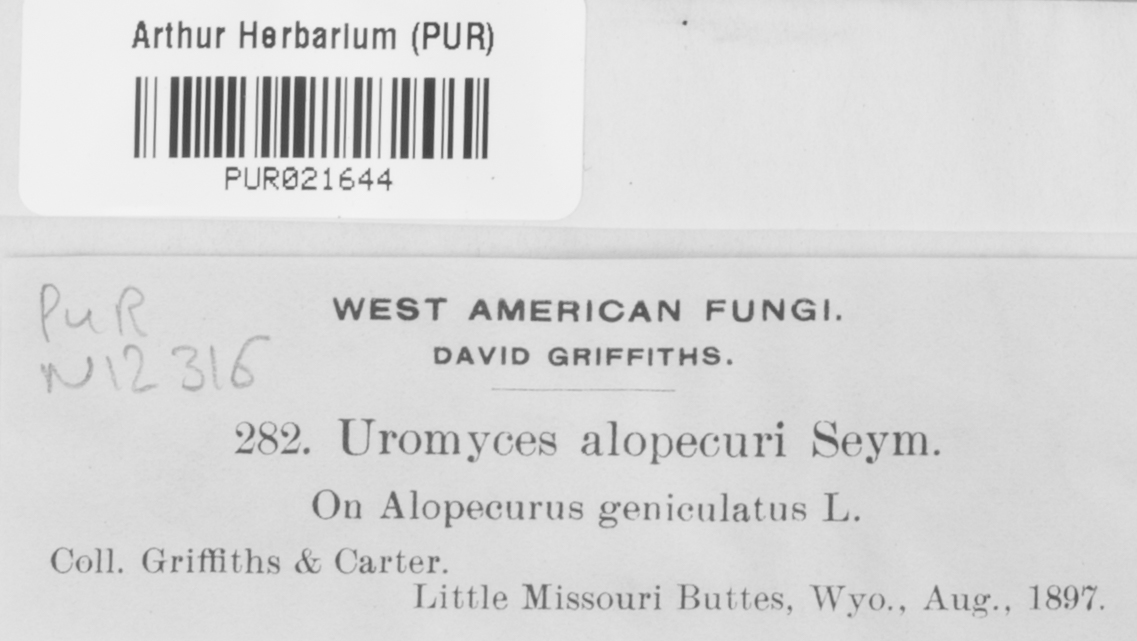 Arthur Herbarium (PUR)
PUR021644
PUR
N12316
WEST AMERICAN FUNGI.
DAVID GRIFFITHS.
282. Uromyces alopecuri Seym.
On Alopecurus geniculatus L.
Coll. Griffiths & Carter.
Little Missouri Buttes, Wyo., Aug., 1897.